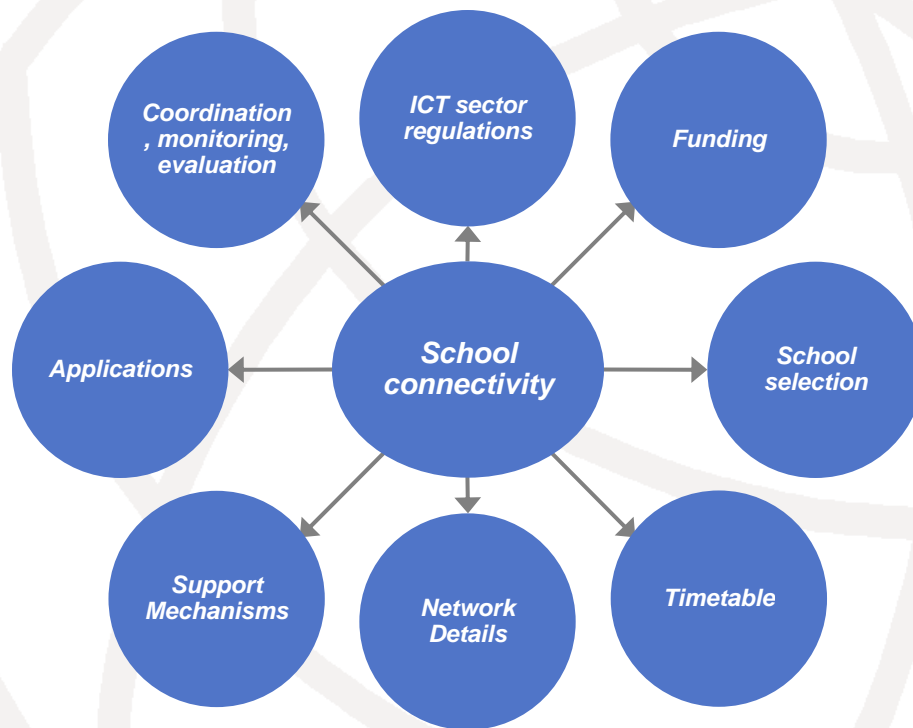 Coordination
, monitoring,
evaluation
ICT sector
regulations
Funding
Applications
School
connectivity
School
selection
Support
Mechanisms
Network
Details
Timetable